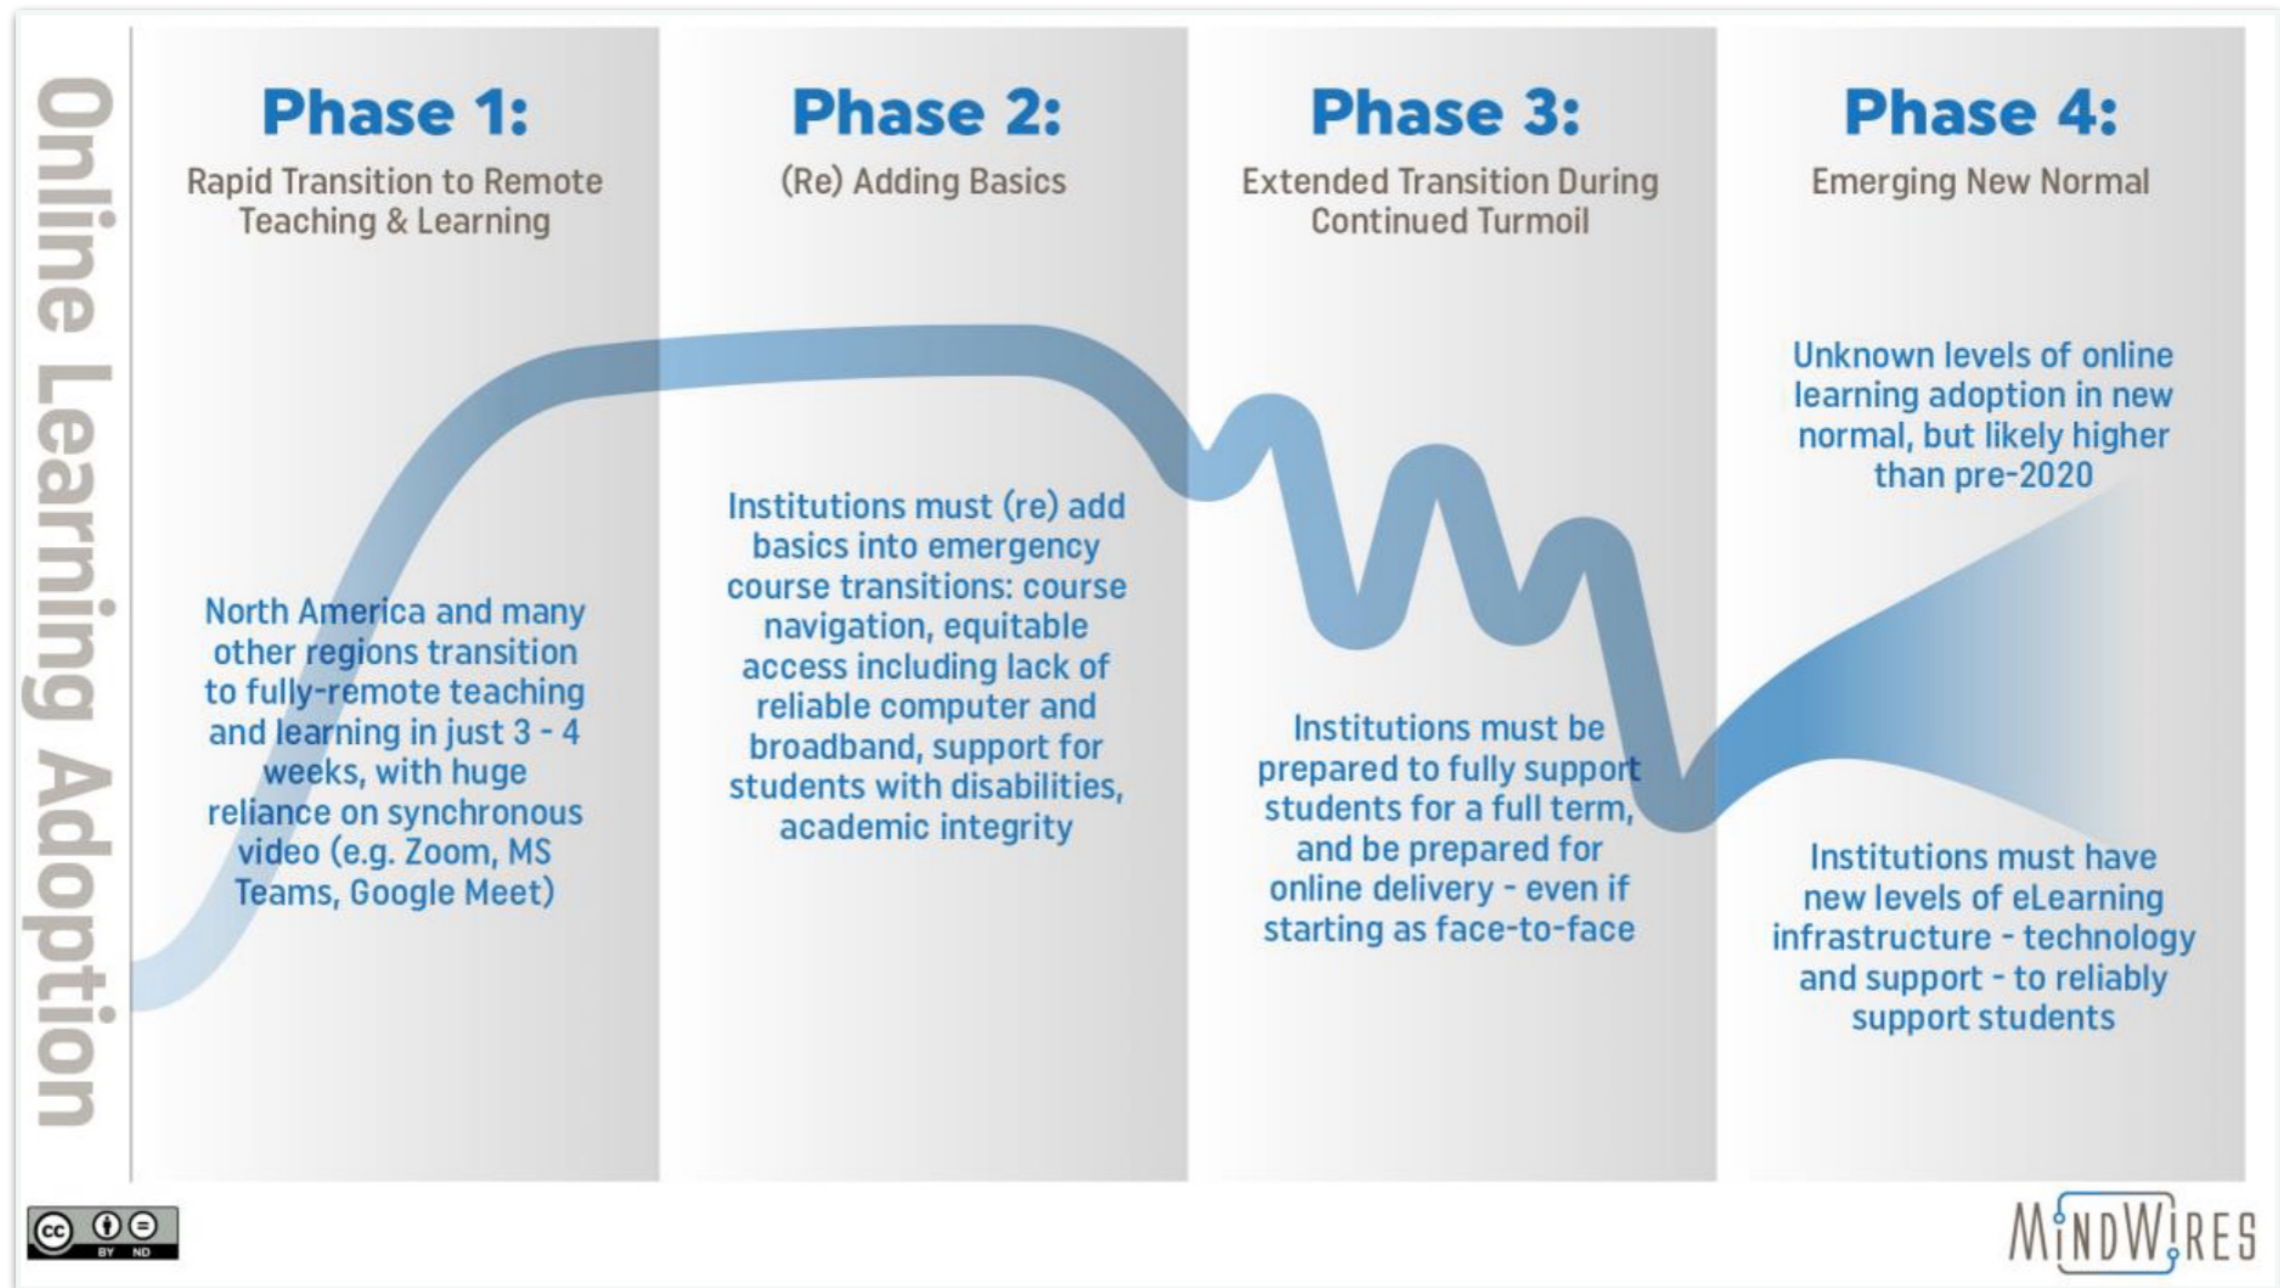 Online Learning Adoption
Phase 1:
Rapid Transition to Remote
Teaching & Learning
North America and many
other regions transition
to fully-remote teaching
and learning in just 3 - 4
weeks, with huge
reliance on synchronous
video (e.g. Zoom, MS
Teams, Google Meet)
Phase 2:
(Re) Adding Basics
Institutions must (re) add
basics into emergency
course transitions: course
navigation, equitable
access including lack of
reliable computer and
broadband, support for
students with disabilities,
academic integrity
Phase 3:
Extended Transition During
Continued Turmoil
Institutions must be
prepared to fully support
students for a full term,
and be prepared for
online delivery - even if
starting as face-to-face
Phase 4:
Emerging New Normal
Unknown levels of online
learning adoption in new
normal, but likely higher
than pre-2020
Institutions must have
new levels of eLearning
infrastructure - technology
and support - to reliably
support students
cc
BY ND
MINDWIRES